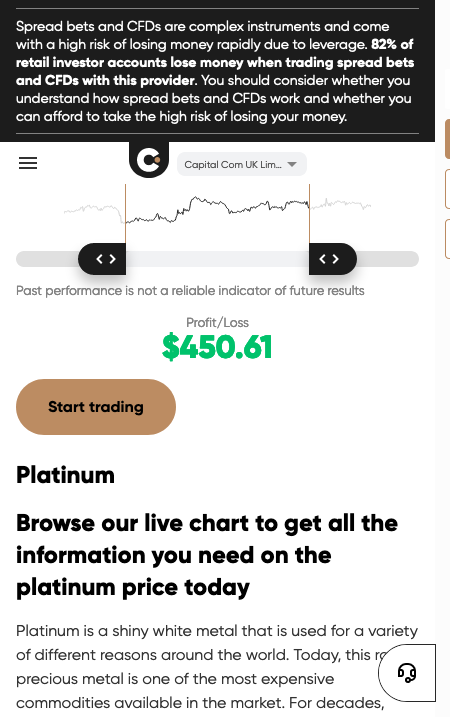 Spread bets and CFDs are complex instruments and come
with a high risk of losing money rapidly due to leverage. 82% of
retail investor accounts lose money when trading spread bets
and CFDs with this provider. You should consider whether you
understand how spread bets and CFDs work and whether you
can afford to take the high risk of losing your money.
Capital Com UK Lim...
Past performance is not a reliable indicator of future results
Profit/Loss
$450.61
Start trading
Platinum
Browse our live chart to get all the
information you need on the
platinum price today
Platinum is a shiny white metal that is used for a variety
of different reasons around the world. Today, this
precious metal is one of the most expensive
commodities available in the market. For decades,